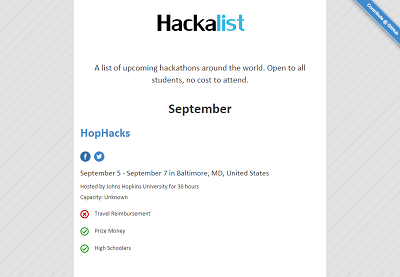 Contribute @ GitHub
Hackalist
A list of upcoming hackathons around the world. Open to all
students, no cost to attend.
September
HopHacks
September 5 - September 7 in Baltimore, MD, United States
Hosted by Johns Hopkins University for 36 hours
Capacity: Unknown
Travel Reimbursement
Prize Money
High Schoolers